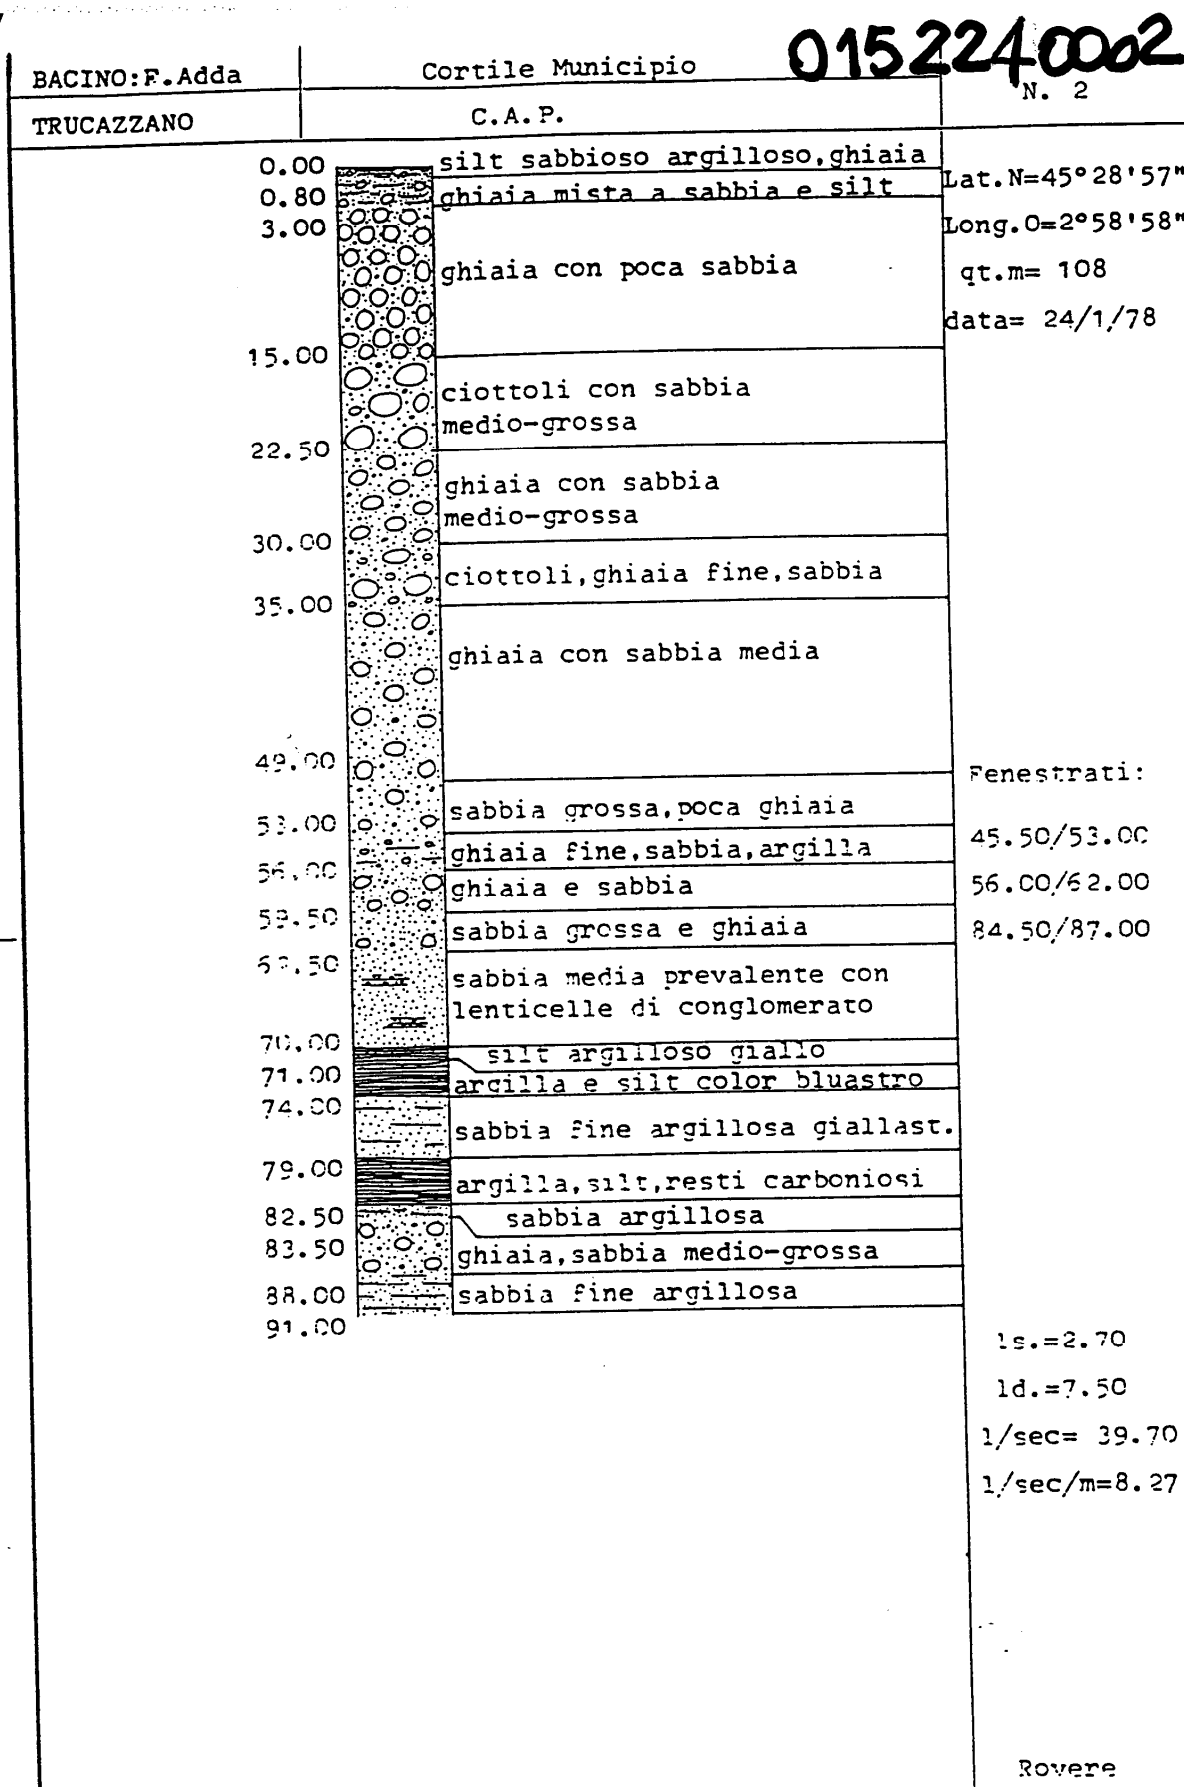 0152240002
BACINO:F.Adda
Cortile Municipio
N. 2
TRUCAZZANO
C.A.P.
0.00 silt sabbioso argilloso,ghiaia
Lat.N=45°28'57"
0.80 ghiaia mista a sabbia e silt
3.00
Long.O=2°58'58"
ghiaia con poca sabbia
qt.m= 108
data= 24/1/78
15.00
ciottoli con sabbia
medio-grossa
22.50
ghiaia con sabbia
medio-grossa
30.00
ciottoli,ghiaia fine,sabbia
35.00
ghiaia con sabbia media
49.00
Fenestrati:
sabbia grossa,poca ghiaia
53.00
45.50/53.00
ghiaia fine,sabbia,argilla
56.00
ghiaia e sabbia
56.00/62.00
59.50
sabbia grossa e ghiaia
84.50/87.00
.50
sabbia media prevalente con
lenticelle di conglomerato
70.00
silt argilloso giallo
71.00
argilla e silt color bluastro
74.00
sabbia fine argillosa giallast.
79.00
argilla,silt,resti carboniosi
82.50
sabbia argillosa
83.50
ghiaia,sabbia medio-grossa
88.00 sabbia fine argillosa
91.00
ls.=2.70
ld.=7.50
l/sec= 39.70
l/sec/m=8.27
Rovere